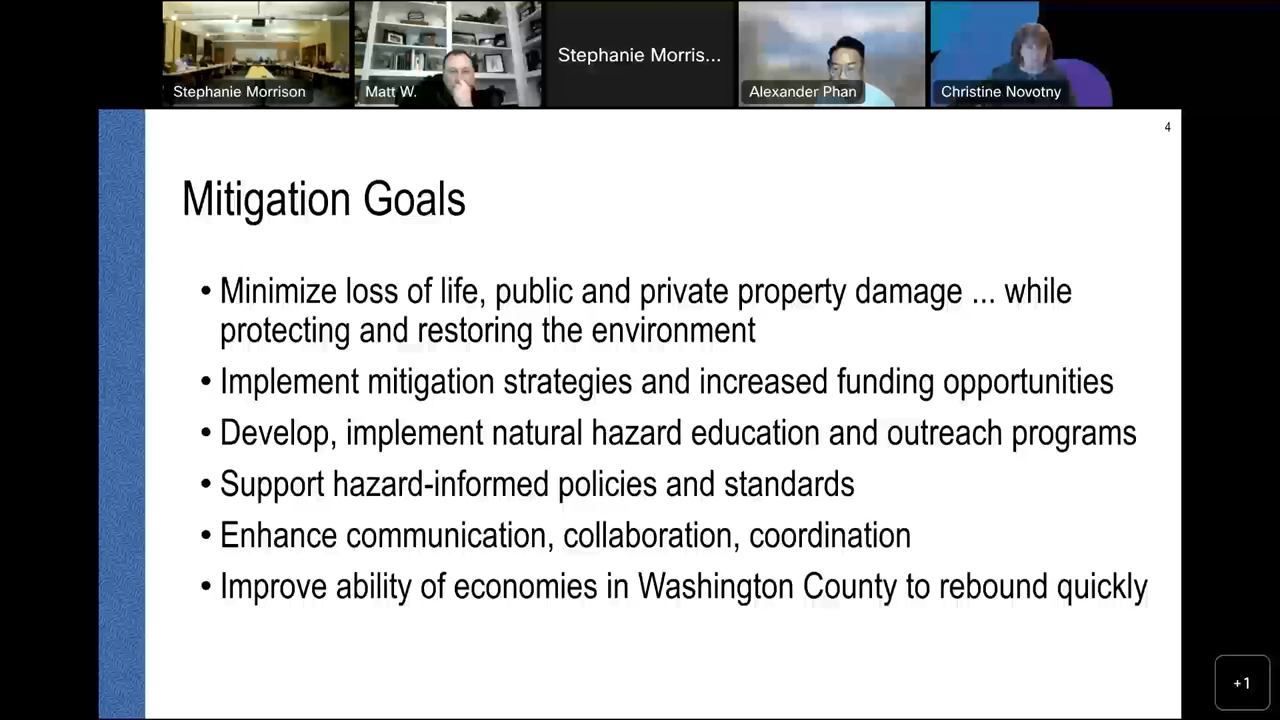 Stephanie Morris...
Stephanie Morrison
Matt W.
Alexander Phan
Christine Novotny
4
Mitigation Goals
• Minimize loss of life, public and private property damage ... while
protecting and restoring the environment
• Implement mitigation strategies and increased funding opportunities
• Develop, implement natural hazard education and outreach programs
• Support hazard-informed policies and standards
• Enhance communication, collaboration, coordination
• Improve ability of economies in Washington County to rebound quickly
+1